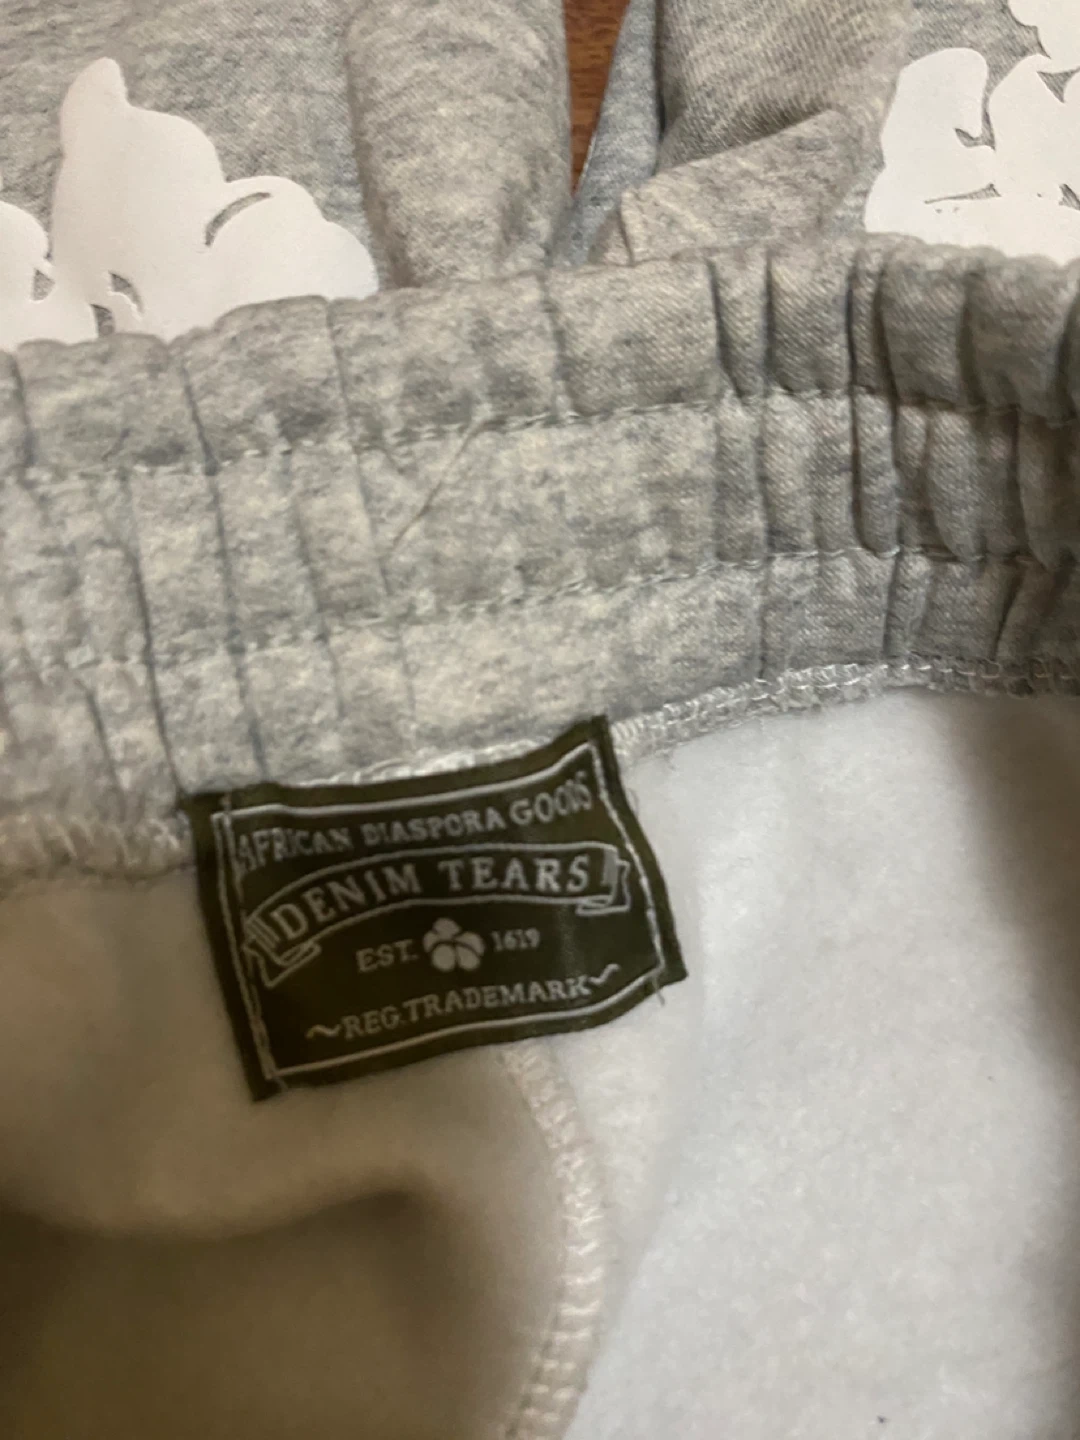 AFRICAN DIASPORA GOODS
DENIM TEARS
EST. 1619
~REG.TRADEMARK~